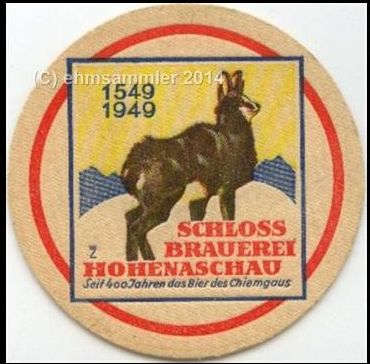 (C) ehmsammler 2014
1549
1949
SCHLOSS
BRAUEREI
HOHENASCHAU
Seit 400 Jahren das Bier des Chiemgaus